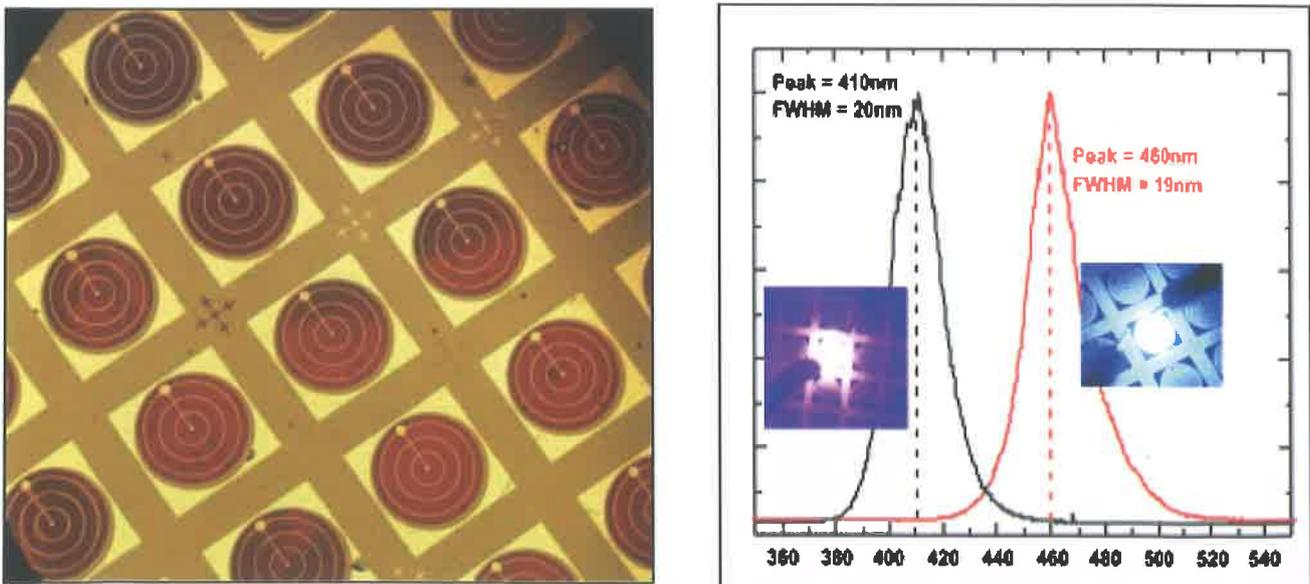 Peak = 410nm
FWHM = 20nm
Peak = 460nm
FWHM = 19nm
360 380 400 420 440 460 480 500 520 540